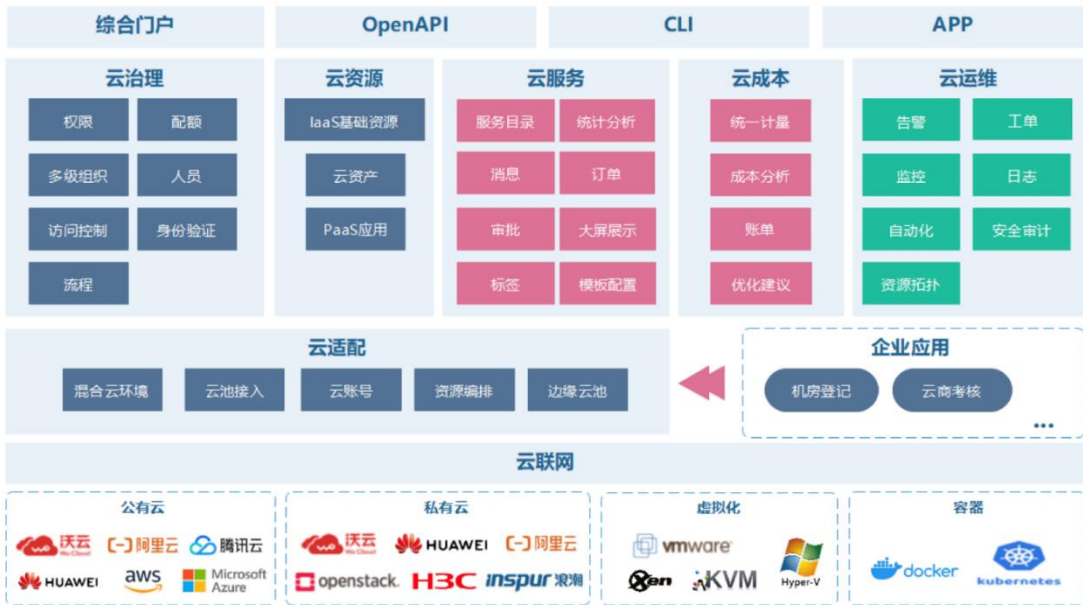 综合门户
OpenAPI
CLI
APP
云治理
权限
配额
多级组织
人员
访问控制
身份验证
流程
云资源
IaaS基础资源
云资产
PaaS应用
云服务
服务目录
统计分析
消息
订单
审批
大屏展示
标签
模板配置
云成本
统一计量
成本分析
账单
优化建议
云运维
告警
工单
监控
日志
自动化
安全审计
资源拓扑
云适配
混合云环境
云池接入
云账号
资源编排
边缘云池
企业应用
机房登记
云商考核
...
云联网
公有云
沃云
Wo Cloud
阿里云
腾讯云
HUAWEI
aws
Microsoft
Azure
私有云
沃云
Wo Cloud
HUAWEI
阿里云
openstack.
H3C
inspur 浪潮
虚拟化
vmware
Xen
KVM
Hyper-V
容器
docker
kubernetes